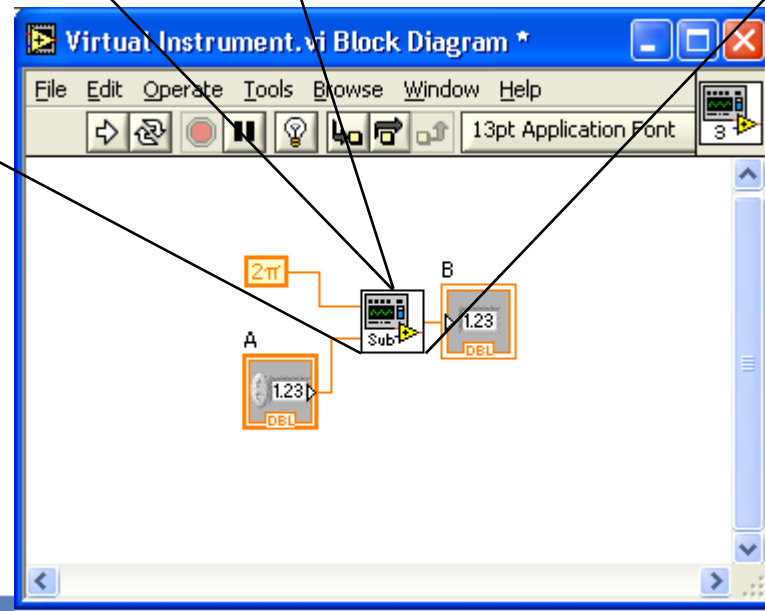 Virtual Instrument.vi Block Diagram *
File Edit Operate Tools Browse Window Help
13pt Application Font
3
2π
B
Sub
1.23
DBL
A
1.23
DBL